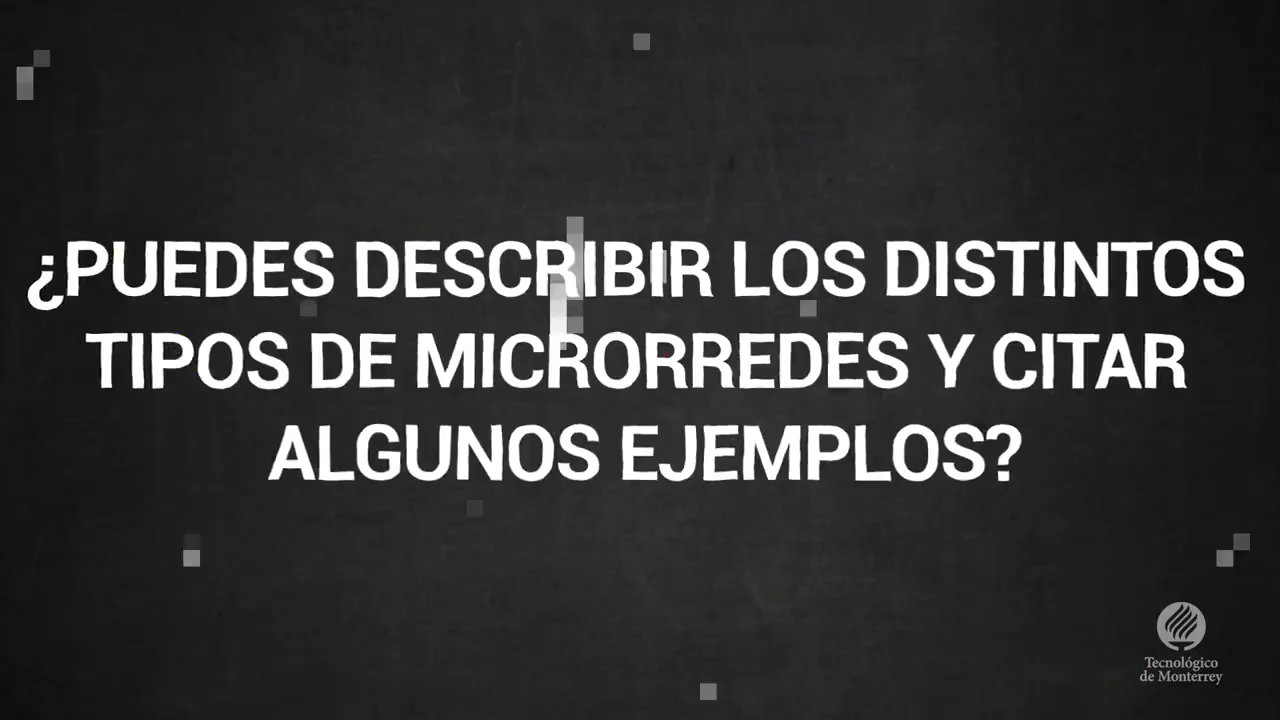 ¿PUEDES DESCRIBIR LOS DISTINTOS
TIPOS DE MICRORREDES Y CITAR
ALGUNOS EJEMPLOS?
Tecnológico
de Monterrey